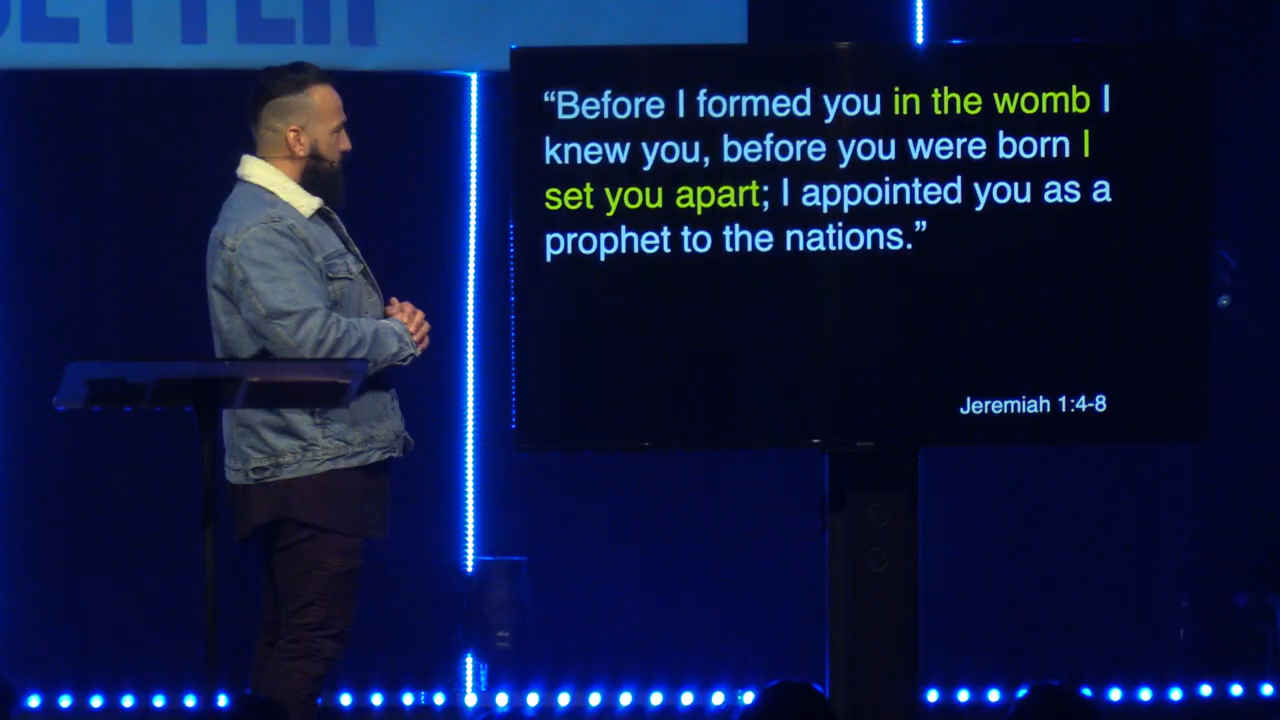 “Before I formed you in the womb I
knew you, before you were born I
set you apart; I appointed you as a
prophet to the nations.”
Jeremiah 1:4-8